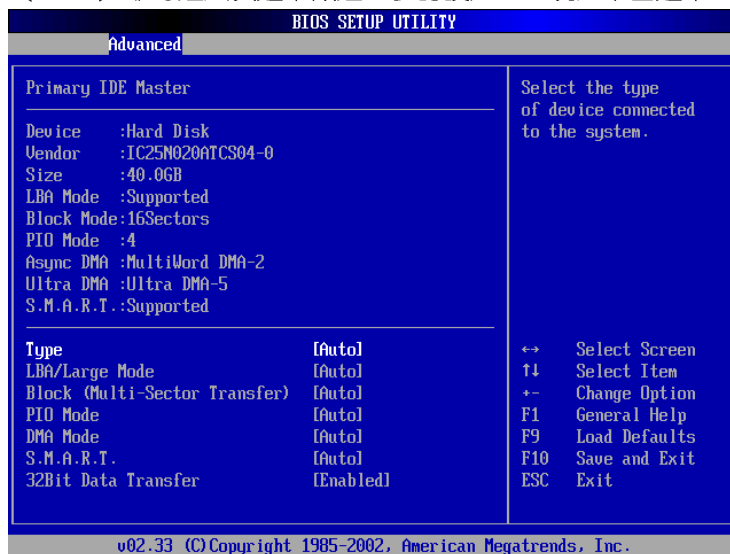 BIOS SETUP UTILITY
Advanced
Primary IDE Master
Device :Hard Disk
Vendor :IC25N020ATCS04-0
Size :40.0GB
LBA Mode :Supported
Block Mode:16Sectors
PIO Mode :4
Async DMA :MultiWord DMA-2
Ultra DMA :Ultra DMA-5
S.M.A.R.T.:Supported
Type [Auto]
LBA/Large Mode [Auto]
Block (Multi-Sector Transfer) [Auto]
PIO Mode [Auto]
DMA Mode [Auto]
S.M.A.R.T. [Auto]
32Bit Data Transfer [Enabled]
Select the type
of device connected
to the system.
↔ Select Screen
↑↓ Select Item
+- Change Option
F1 General Help
F9 Load Defaults
F10 Save and Exit
ESC Exit
v02.33 (C)Copyright 1985-2002, American Megatrends, Inc.